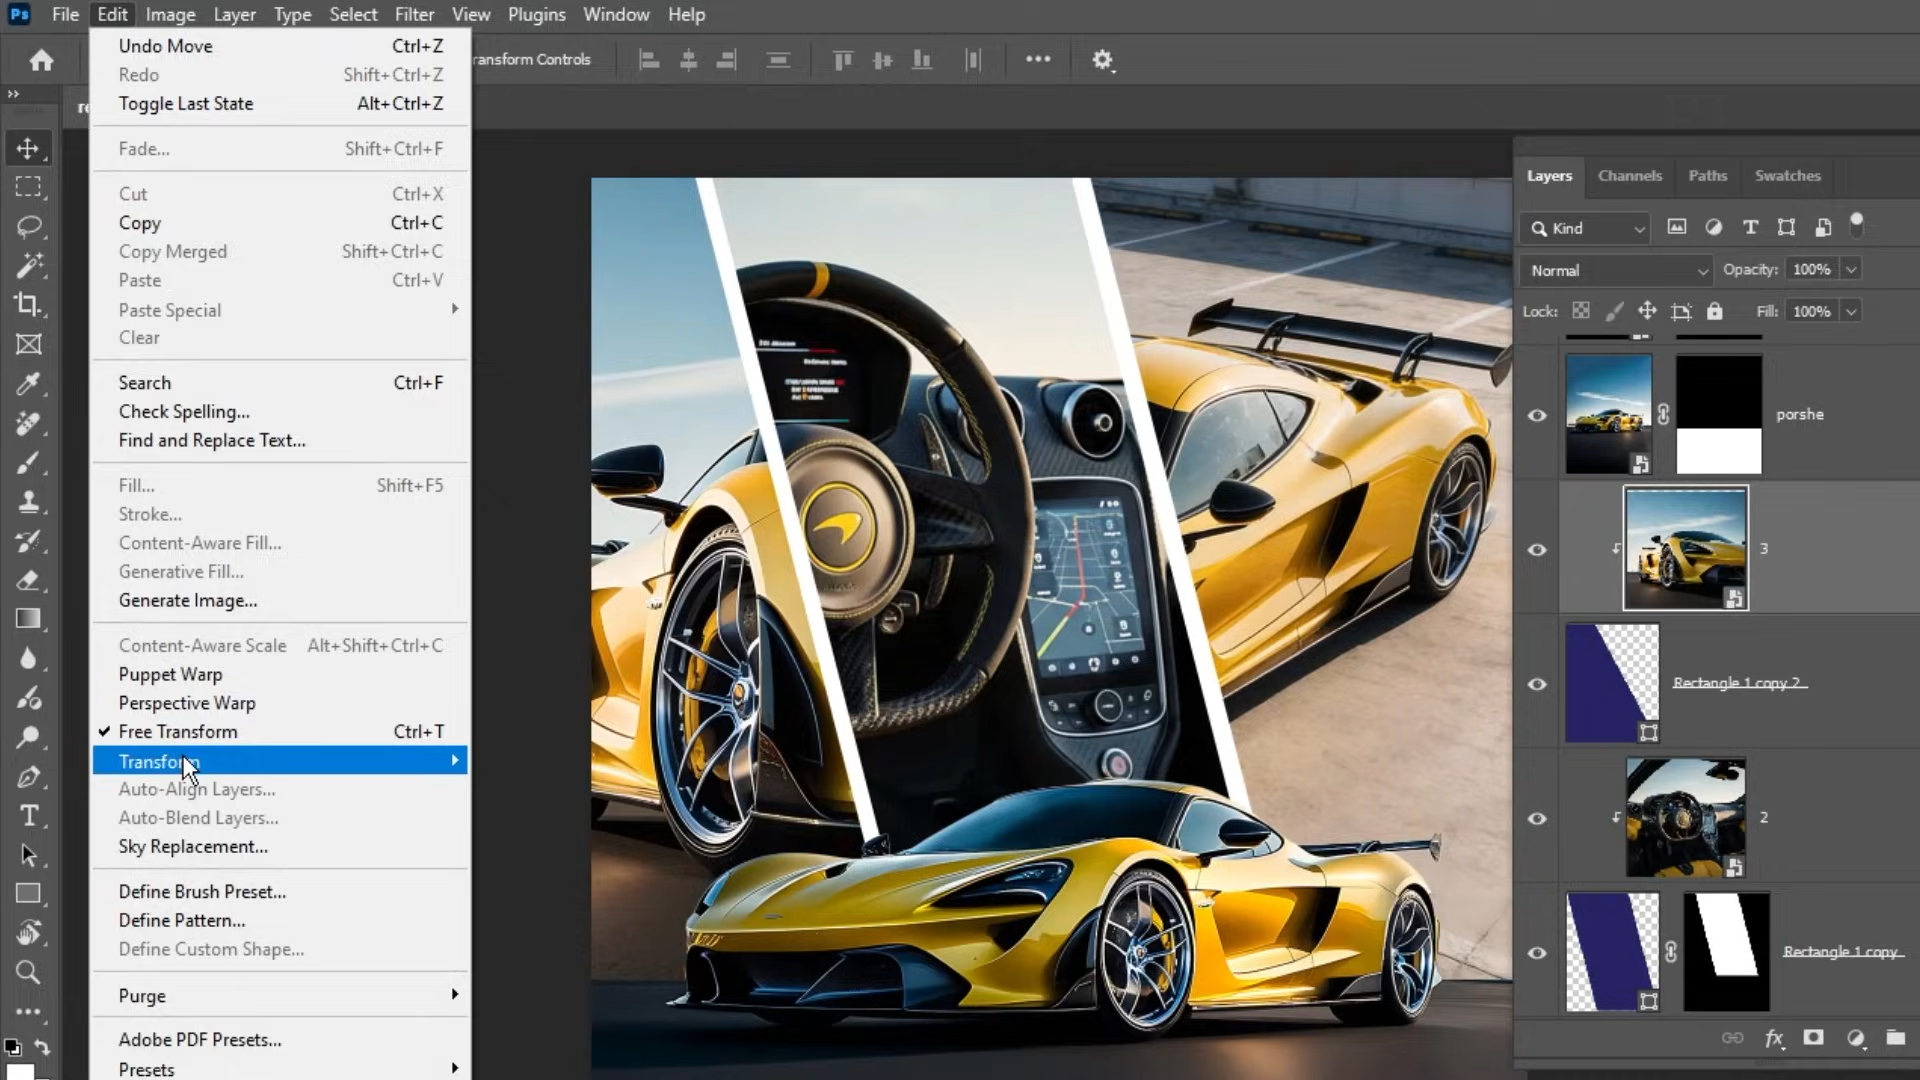 Ps File Edit Image Layer Type Select Filter View Plugins Window Help
ransform Controls
re
Undo Move Ctrl+Z
Redo Shift+Ctrl+Z
Toggle Last State Alt+Ctrl+Z
Fade... Shift+Ctrl+F
Cut Ctrl+X
Copy Ctrl+C
Copy Merged Shift+Ctrl+C
Paste Ctrl+V
Paste Special
Clear
Search Ctrl+F
Check Spelling...
Find and Replace Text...
Fill... Shift+F5
Stroke...
Content-Aware Fill...
Generative Fill...
Generate Image...
Content-Aware Scale Alt+Shift+Ctrl+C
Puppet Warp
Perspective Warp
Free Transform Ctrl+T
Transform
Auto-Align Layers...
Auto-Blend Layers...
Sky Replacement...
Define Brush Preset...
Define Pattern...
Define Custom Shape...
Purge
Adobe PDF Presets...
Presets
Layers Channels Paths Swatches
Kind
Normal Opacity: 100%
Lock: Fill: 100%
porshe
3
Rectangle 1 copy 2
2
Rectangle 1 copy
fx